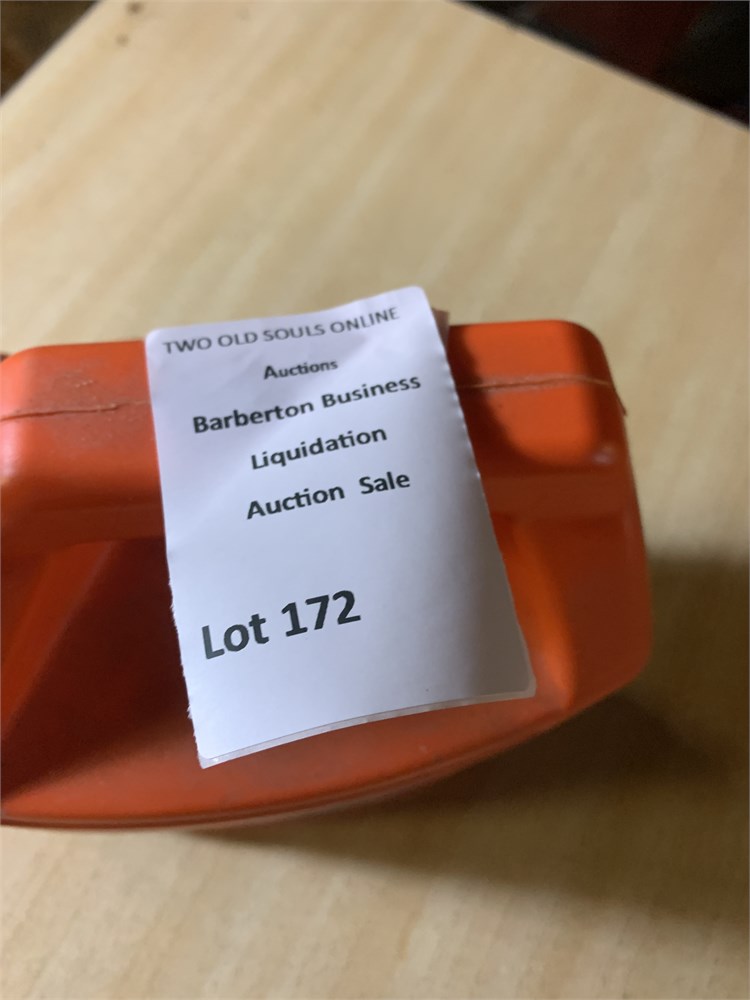 TWO OLD SOULS ONLINE
Auctions
Barberton Business
Liquidation
Auction Sale
Lot 172